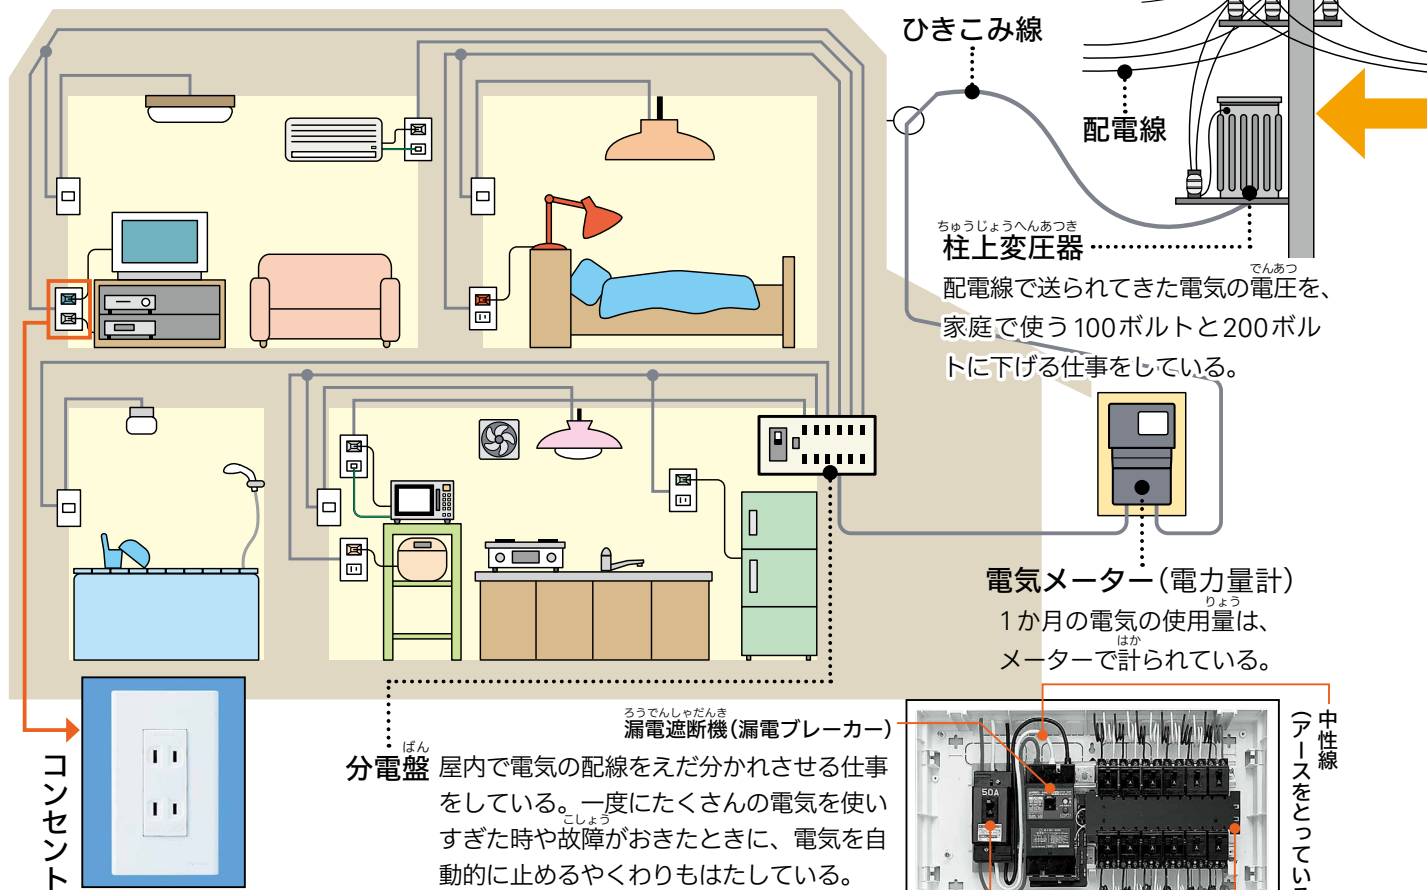 ひきこみ線
配電線
ちゅうじょうへんあつき
柱上変圧器
でんあつ
配電線で送られてきた電気の電圧を、
家庭で使う100ボルトと200ボル
トに下げる仕事をしている。
電気メーター(電力量計)
りょう
1か月の電気の使用量は、
はか
メーターで計られている。
ろうでんしゃだんき
漏電遮断機(漏電ブレーカー)
中性線
(アースをとってい
ばん
分電盤
屋内で電気の配線をえだ分かれさせる仕事
をしている。一度にたくさんの電気を使い
こしょう
すぎた時や故障がおきたときに、電気を自
動的に止めるやくわりもはたしている。
コンセント
50A